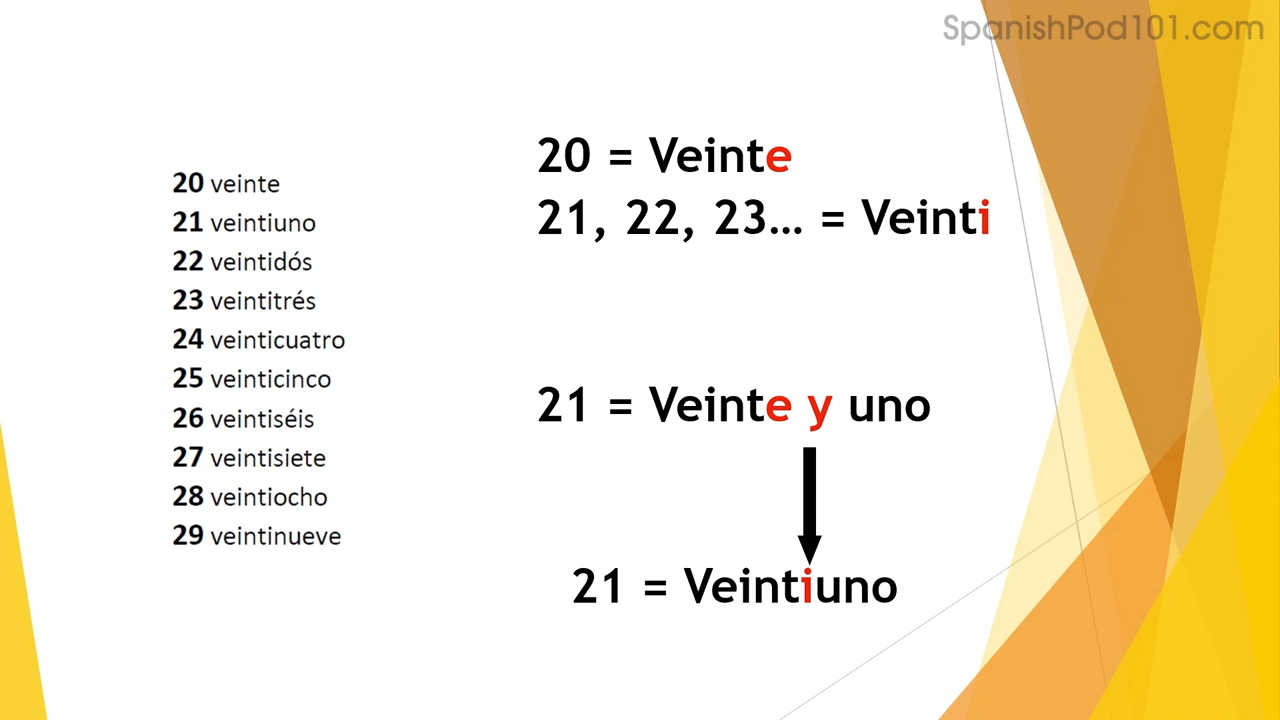 SpanishPod101.com
20 veinte
21 veintiuno
22 veintidós
23 veintitrés
24 veinticuatro
25 veinticinco
26 veintiséis
27 veintisiete
28 veintiocho
29 veintinueve
20 = Veinte
21, 22, 23... = Veinti
21 = Veinte y uno
21 = Veintiuno